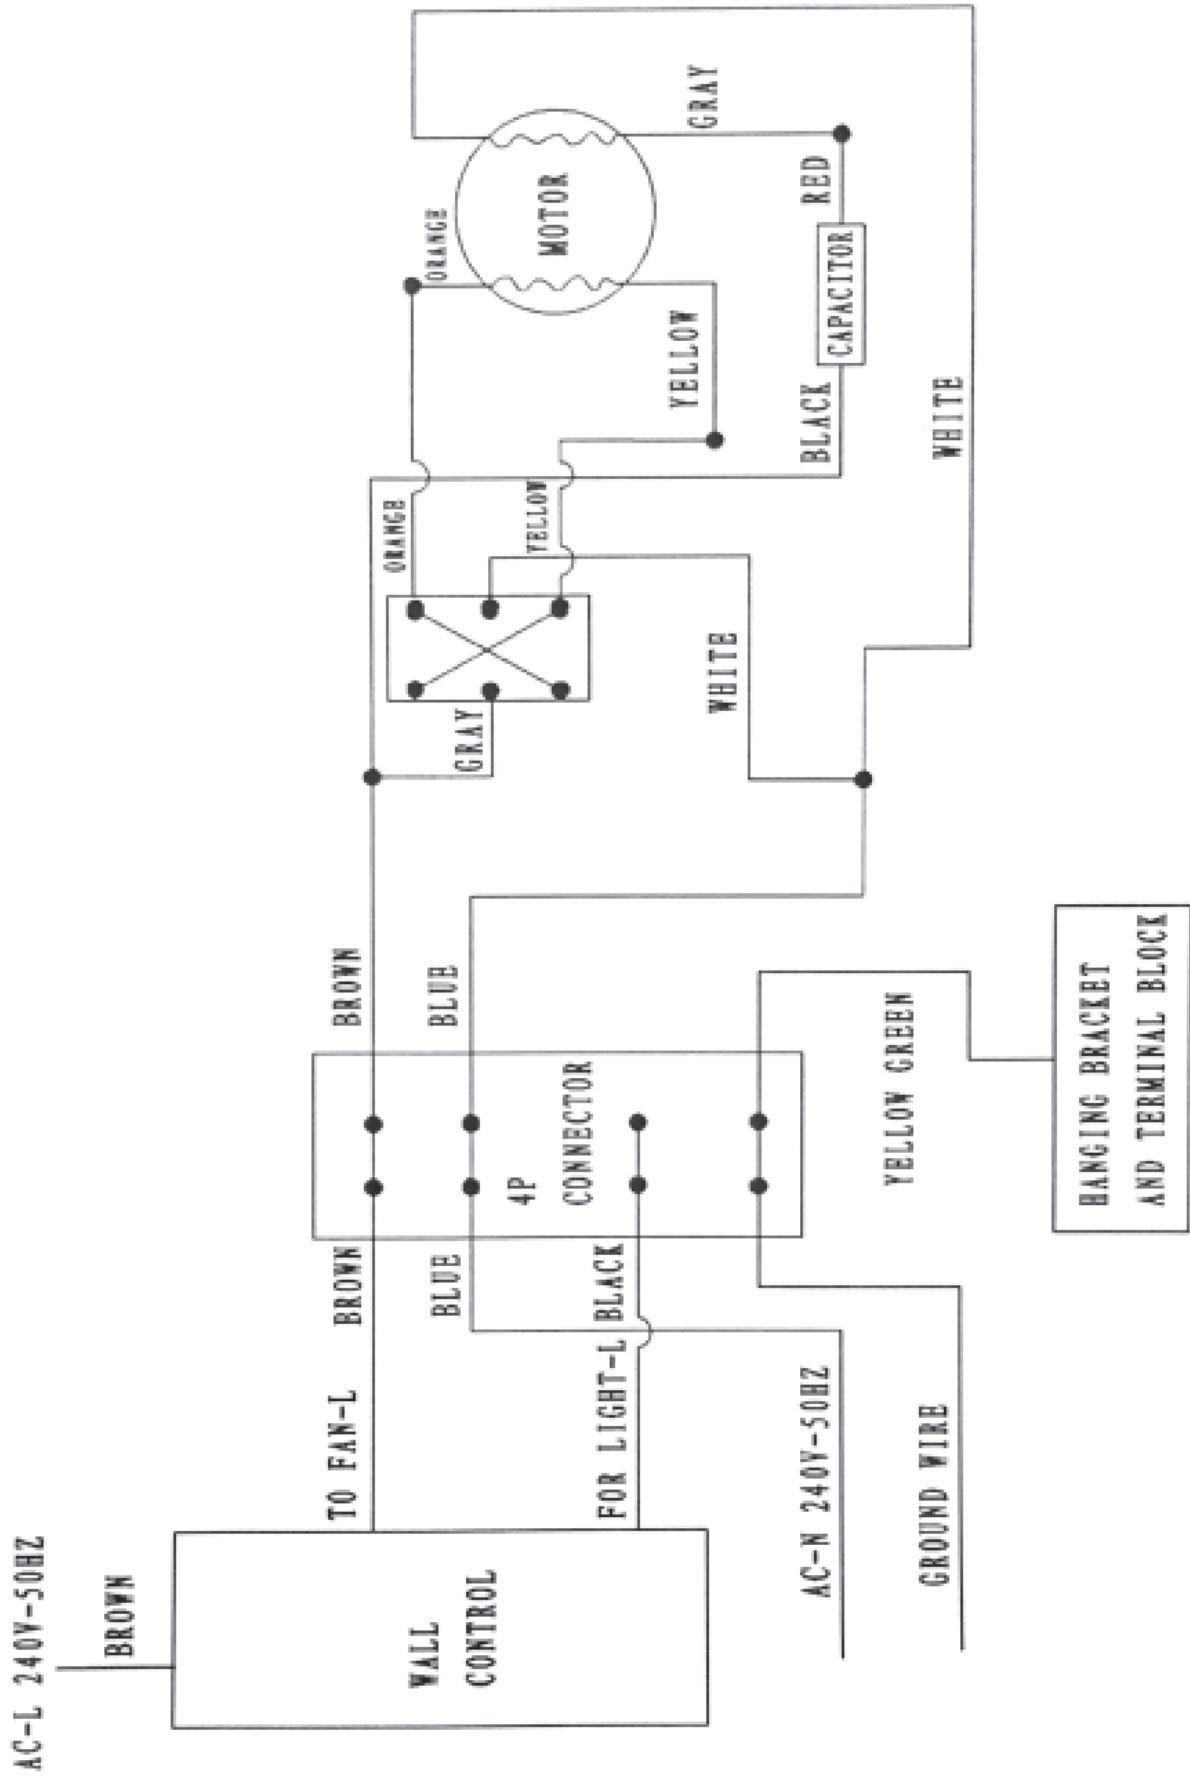 AC-L 240V-50HZ
BROWN
WALL
CONTROL
TO FAN-L
BROWN
BLUE
FOR LIGHT-L BLACK
AC-N 240V-50HZ
GROUND WIRE
4P
CONNECTOR
BROWN
BLUE
YELLOW GREEN
HANGING BRACKET
AND TERMINAL BLOCK
GRAY
WHITE
ORANGE
YELLOW
BLACK
CAPACITOR
RED
WHITE
YELLOW
ORANGE
MOTOR
GRAY